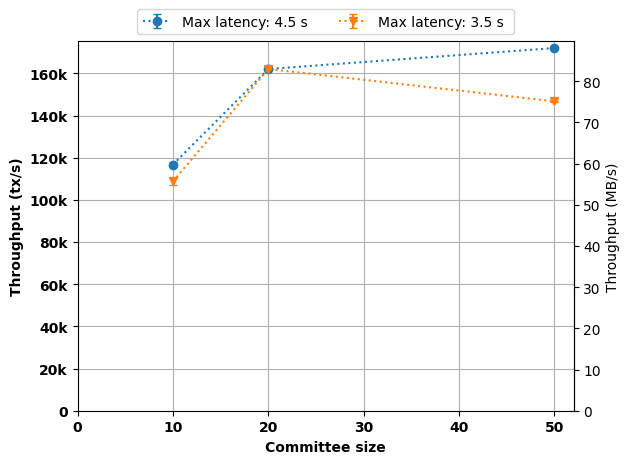 Max latency: 4.5 s
Max latency: 3.5 s
160k
140k
120k
100k
80k
60k
40k
20k
0
Throughput (tx/s)
80
70
60
50
40
30
20
10
0
Throughput (MB/s)
0
10
20
30
40
50
Committee size